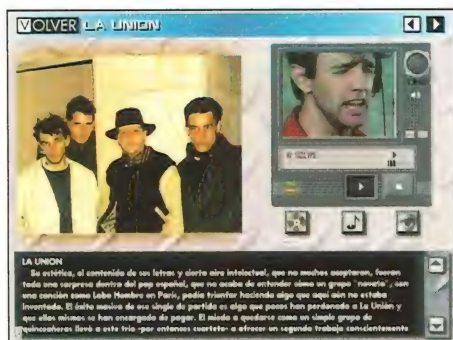 VOLVER LA UNION
LA UNION
Su estética, el contenido de sus letras y cierto aire intelectual, que no muchos aceptaron, fueron
toda una sorpresa dentro del pop español, que no acaba de entender cómo un grupo "novato", con
una canción como Lobo Hombre en París, podía triunfar haciendo algo que aquí aún no estaba
inventado. El éxito masivo de ese single de partida es algo que pocos han perdonado a La Unión y
que ellos mismos se han encargado de pagar. El miedo a quedarse como un simple grupo de
quinceañeras llevó a este trío -por entonces cuarteto- a ofrecer un segundo trabajo conscientemente